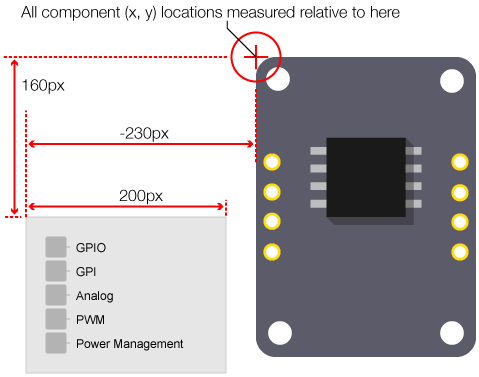 All component (x, y) locations measured relative to here
160px
-230px
200px
GPIO
GPI
Analog
PWM
Power Management